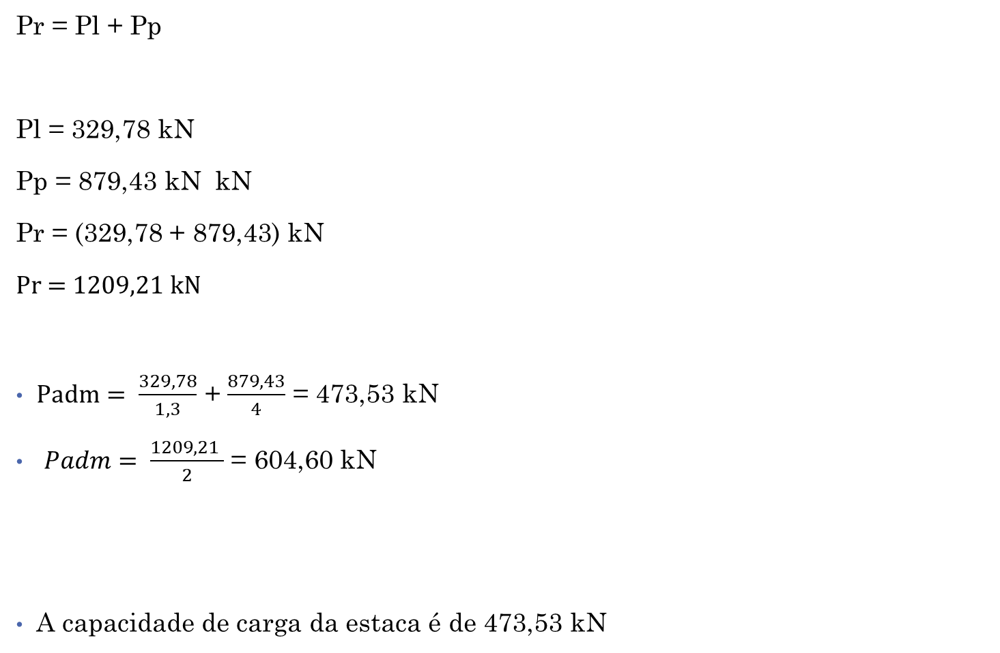 Pr = Pl + Pp
Pl = 329,78 kN
Pp = 879,43 kN  kN
Pr = (329,78 + 879,43) kN
Pr = 1209,21 kN
• Padm = 329,78/1,3 + 879,43/4 = 473,53 kN
• Padm = 1209,21/2 = 604,60 kN
• A capacidade de carga da estaca é de 473,53 kN